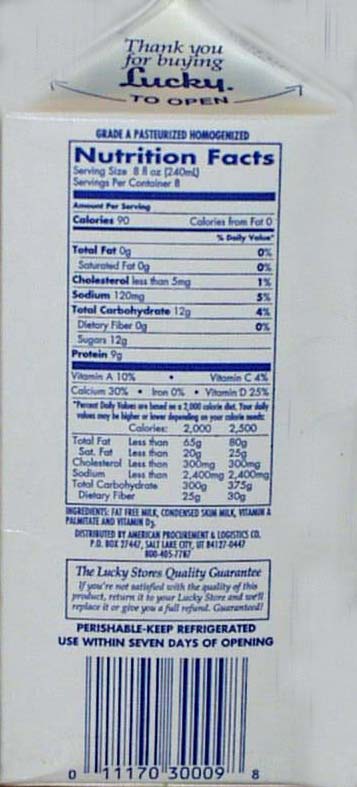 Thank you
for buying
Lucky.
TO OPEN
GRADE A PASTEURIZED HOMOGENIZED
Nutrition Facts
Serving Size 8 fl oz (240mL)
Servings Per Container 8
Amount Per Serving
Calories 90 Calories from Fat 0
% Daily Value*
Total Fat 0g 0%
Saturated Fat 0g 0%
Cholesterol less than 5mg 1%
Sodium 120mg 5%
Total Carbohydrate 12g 4%
Dietary Fiber 0g 0%
Sugars 12g
Protein 9g
Vitamin A 10% • Vitamin C 4%
Calcium 30% • Iron 0% • Vitamin D 25%
*Percent Daily Values are based on a 2,000 calorie diet. Your daily
values may be higher or lower depending on your calorie needs:
Calories: 2,000 2,500
Total Fat Less than 65g 80g
Sat. Fat Less than 20g 25g
Cholesterol Less than 300mg 300mg
Sodium Less than 2,400mg 2,400mg
Total Carbohydrate 300g 375g
Dietary Fiber 25g 30g
INGREDIENTS: FAT FREE MILK, CONDENSED SKIM MILK, VITAMIN A
PALMITATE AND VITAMIN D3.
DISTRIBUTED BY AMERICAN PROCUREMENT & LOGISTICS CO.
P.O. BOX 27447, SALT LAKE CITY, UT 84127-0447
800-405-7787
The Lucky Stores Quality Guarantee
If you're not satisfied with the quality of this
product, return it to your Lucky Store and we'll
replace it or give you a full refund. Guaranteed!
PERISHABLE-KEEP REFRIGERATED
USE WITHIN SEVEN DAYS OF OPENING
0 11170 30009 8